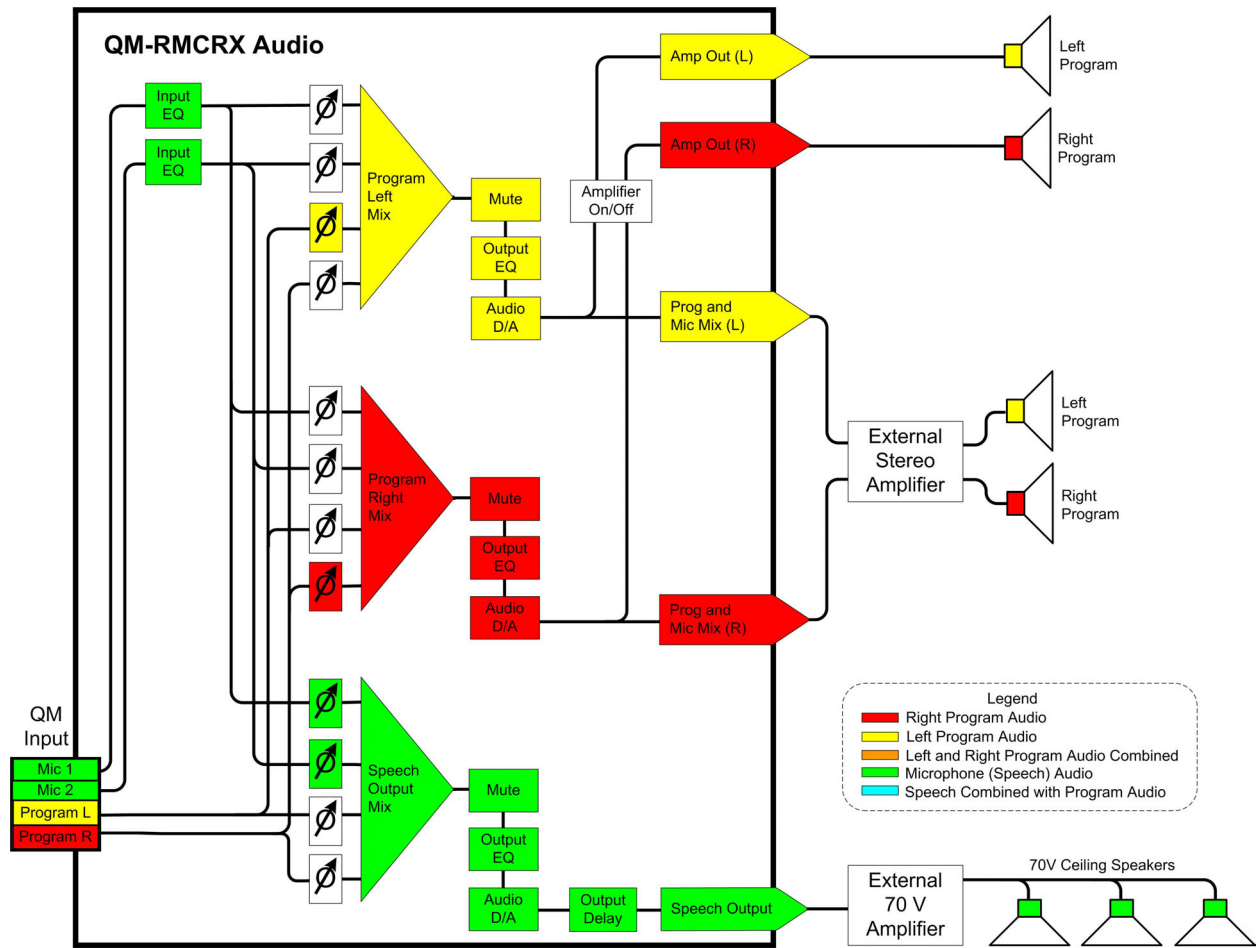 QM-RMCRX Audio
Input
EQ
Input
EQ
Program
Left
Mix
Mute
Output
EQ
Audio
D/A
Amplifier
On/Off
Amp Out (L)
Amp Out (R)
Left
Program
Right
Program
Prog and
Mic Mix (L)
Program
Right
Mix
Mute
Output
EQ
Audio
D/A
Prog and
Mic Mix (R)
External
Stereo
Amplifier
Left
Program
Right
Program
QM
Input
Mic 1
Mic 2
Program L
Program R
Speech
Output
Mix
Mute
Output
EQ
Audio
D/A
Output
Delay
Speech Output
Legend
Right Program Audio
Left Program Audio
Left and Right Program Audio Combined
Microphone (Speech) Audio
Speech Combined with Program Audio
External
70 V
Amplifier
70V Ceiling Speakers